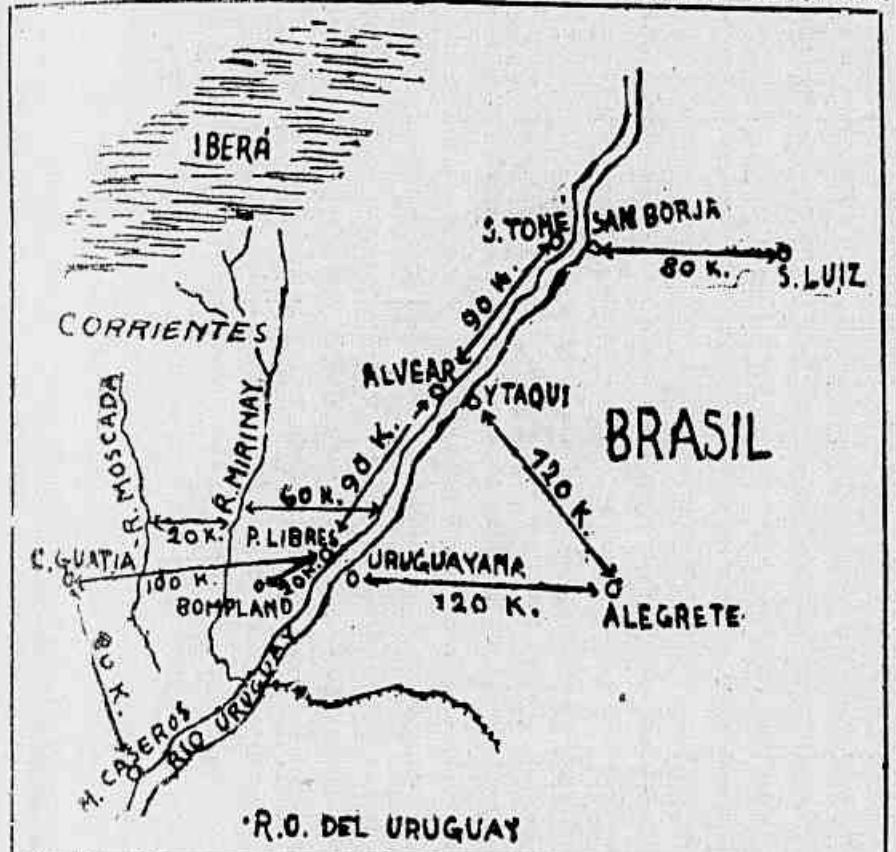 IBERÁ
S. TOMÉ
SAM BORJA
90 K.
80 K.
S. LUIZ
CORRIENTES
ALVEAR
YTAQUI
BRASIL
R. MOSCADA
R. MIRINAY
90 K.
60 K.
120 K
20 K.
P. LIBRES
C. GUATIA
100 K.
BOMPLAND
URUGUAYANA
120 K.
ALEGRETE
M. CASEROS
RIO URUGUAY
R.O. DEL URUGUAY